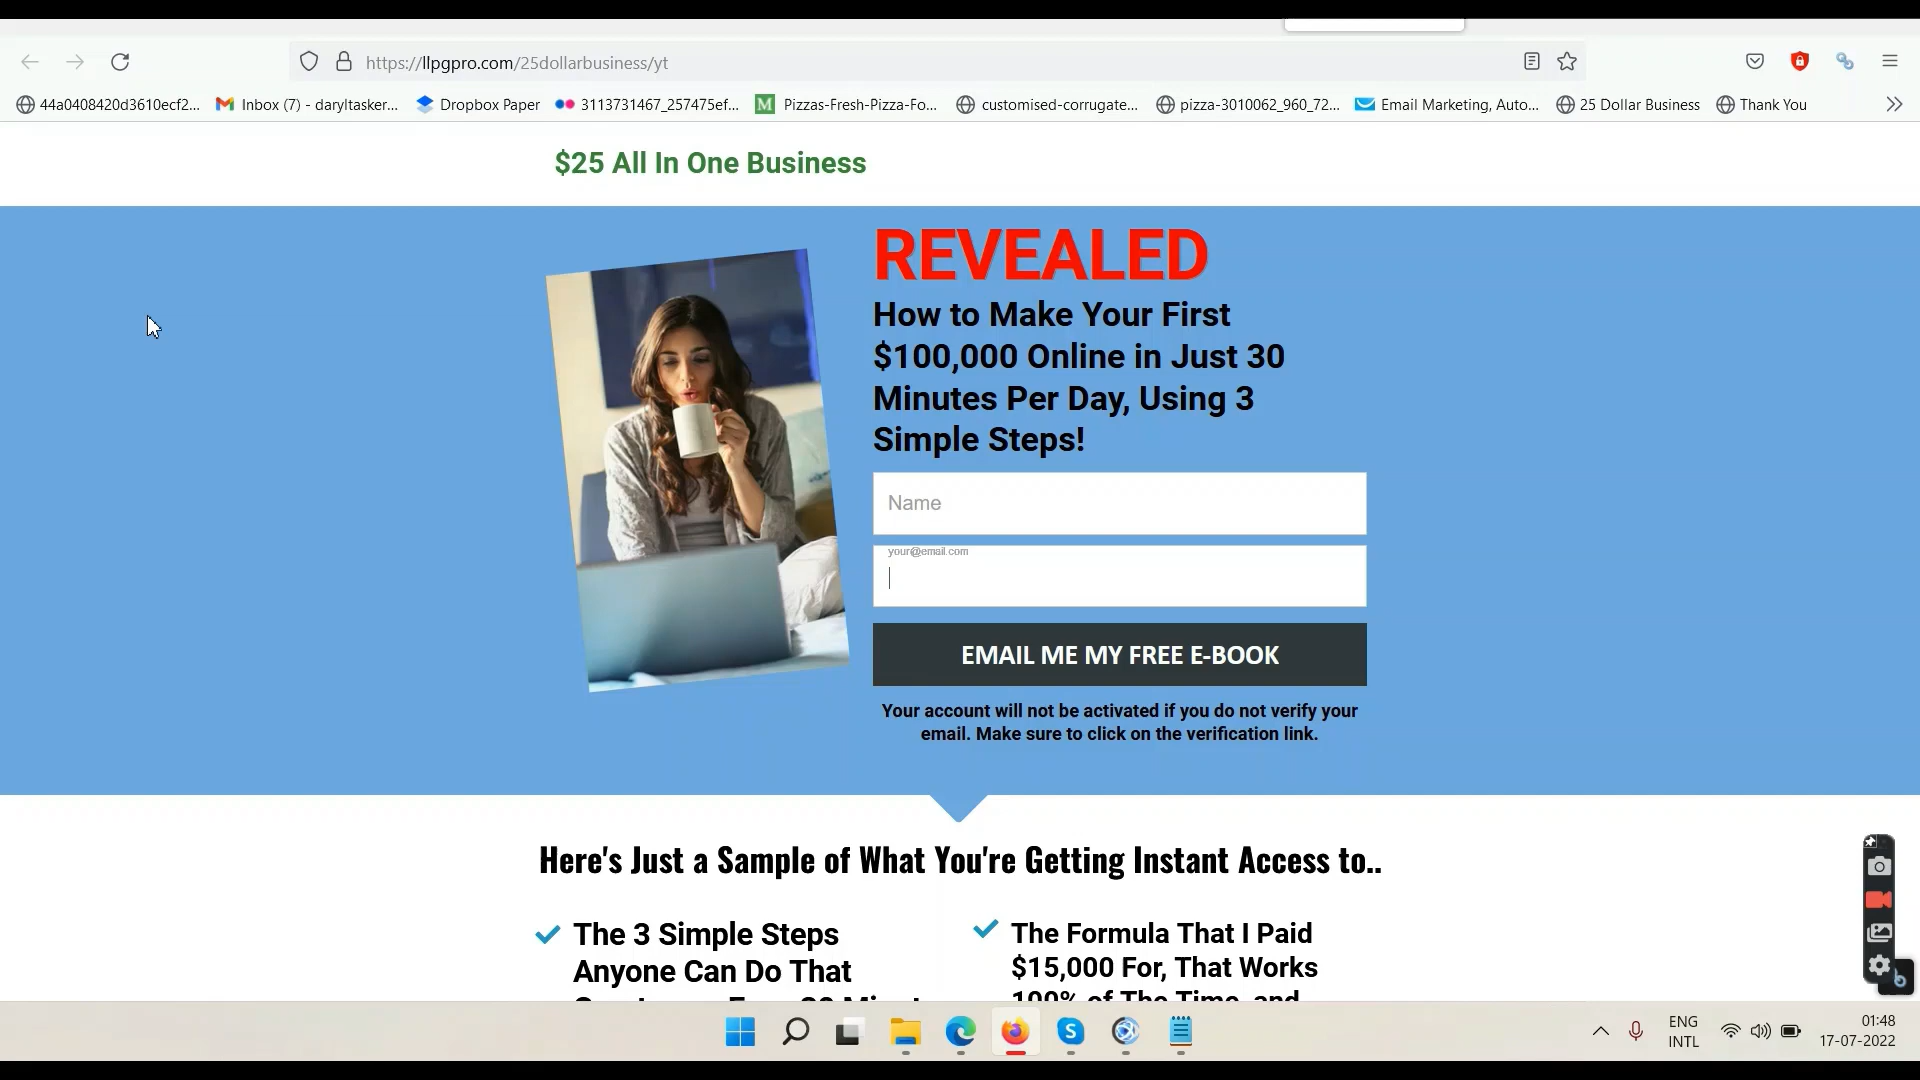 https://llpgpro.com/25dollarbusiness/yt
44a0408420d3610ecf2...
Inbox (7) - daryltasker...
Dropbox Paper
3113731467_257475ef...
M
Pizzas-Fresh-Pizza-Fo...
customised-corrugate...
pizza-3010062_960_72...
Email Marketing, Auto...
25 Dollar Business
Thank You
$25 All In One Business
REVEALED
How to Make Your First
$100,000 Online in Just 30
Minutes Per Day, Using 3
Simple Steps!
Name
your@email.com
EMAIL ME MY FREE E-BOOK
Your account will not be activated if you do not verify your
email. Make sure to click on the verification link.
Here's Just a Sample of What You're Getting Instant Access to..
The 3 Simple Steps
Anyone Can Do That
The Formula That I Paid
$15,000 For, That Works
100% of The Time, and
S
ENG
INTL
01:48
17-07-2022